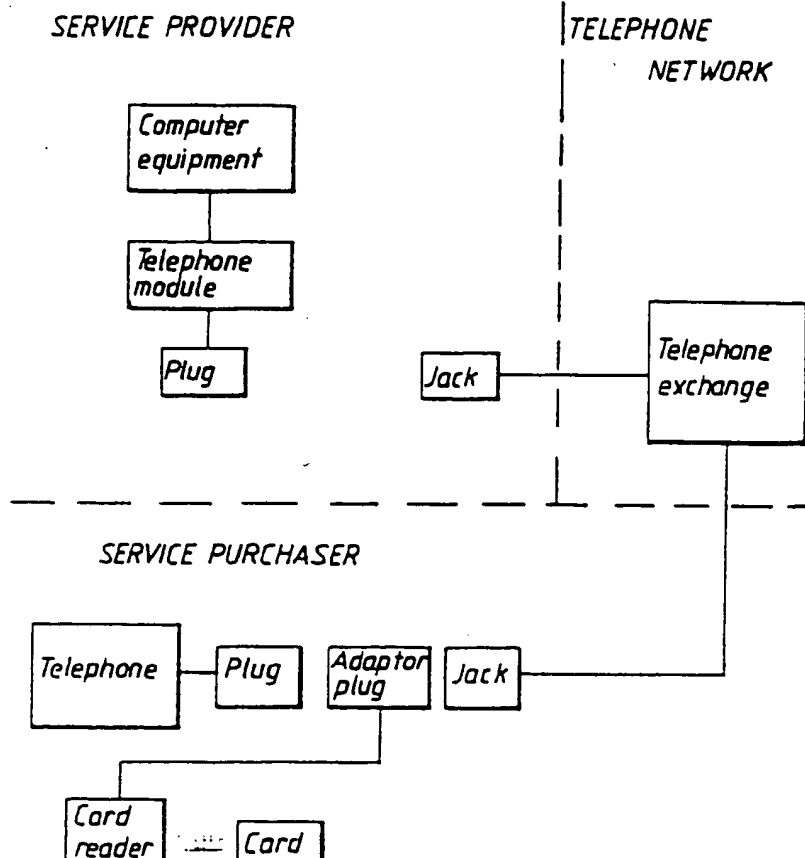 SERVICE PROVIDER
TELEPHONE
NETWORK
Computer
equipment
Telephone
module
Plug
Jack
Telephone
exchange
SERVICE PURCHASER
Telephone
Plug
Adaptor
plug
Jack
Card
reader
Card